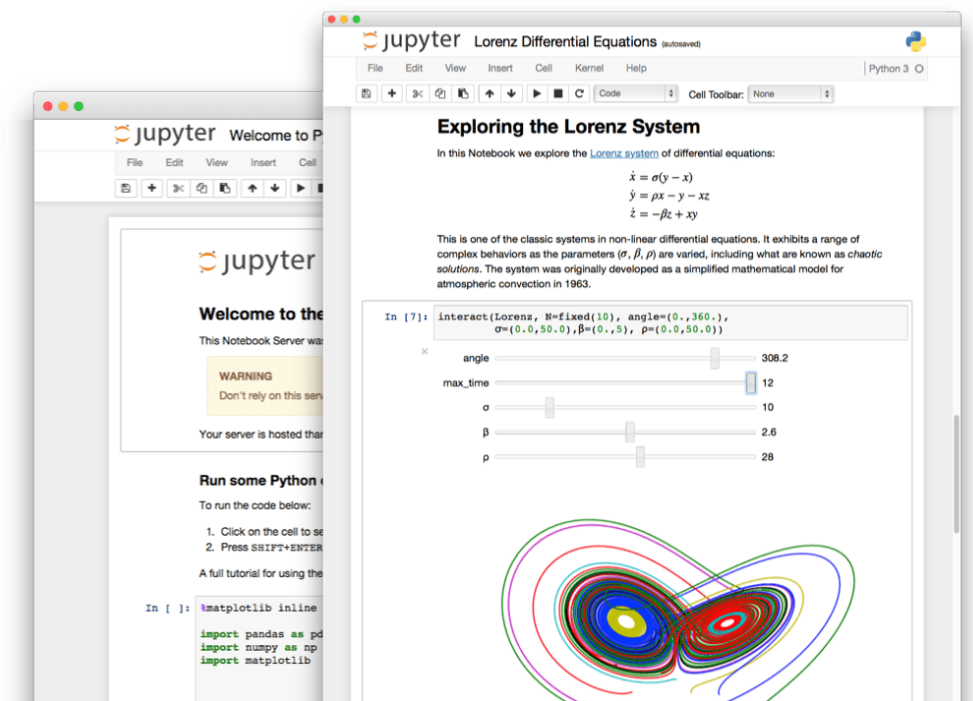 jupyter Lorenz Differential Equations (autosaved)
File Edit View Insert Cell Kernel Help Python 3
Code Cell Toolbar: None
Exploring the Lorenz System
In this Notebook we explore the Lorenz system of differential equations:
ẋ = σ(y − x)
ẏ = ρx − y − xz
ż = −βz + xy
This is one of the classic systems in non-linear differential equations. It exhibits a range of
complex behaviors as the parameters (σ, β, ρ) are varied, including what are known as chaotic
solutions. The system was originally developed as a simplified mathematical model for
atmospheric convection in 1963.
In [7]: interact(Lorenz, N=fixed(10), angle=(0.,360.),
σ=(0.0,50.0),β=(0.,5), ρ=(0.0,50.0))
angle 308.2
max_time 12
σ 10
β 2.6
ρ 28
jupyter Welcome to P
File Edit View Insert Cell
jupyter
Welcome to the
This Notebook Server was
WARNING
Don't rely on this serv
Your server is hosted than
Run some Python
To run the code below:
1. Click on the cell to se
2. Press SHIFT+ENTER
A full tutorial for using the
In [ ]: %matplotlib inline
import pandas as pd
import numpy as np
import matplotlib